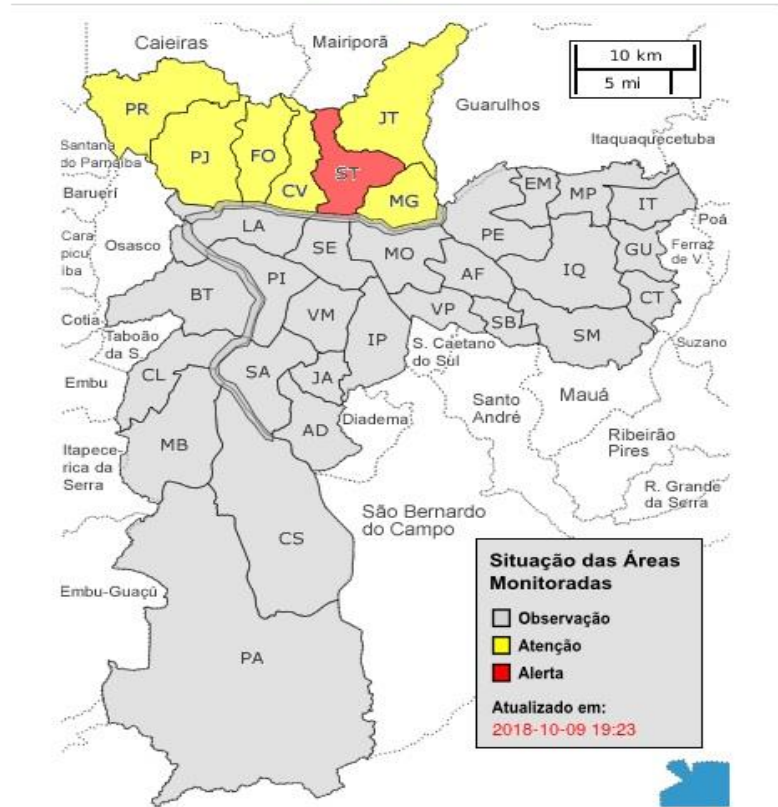 Caieiras
Mairiporã
10 km
5 mi
PR
JT
Guarulhos
Santana
do Parnaíba
PJ
FO
CV
ST
MG
Itaquaquecetuba
Barueri
EM
MP
IT
Poá
Cara
picu
iba
Osasco
LA
SE
MO
PE
GU
Ferraz
de V.
BT
PI
AF
IQ
CT
Cotia
Taboão
da S.
VM
IP
VP
SB
SM
S. Caetano
do Sul
Suzano
Embu
CL
SA
JA
Santo
André
Mauá
Itapece-
rica da
Serra
MB
AD
Diadema
Ribeirão
Pires
R. Grande
da Serra
São Bernardo
do Campo
CS
Embu-Guaçú
PA
Situação das Áreas
Monitoradas
Observação
Atenção
Alerta
Atualizado em:
2018-10-09 19:23